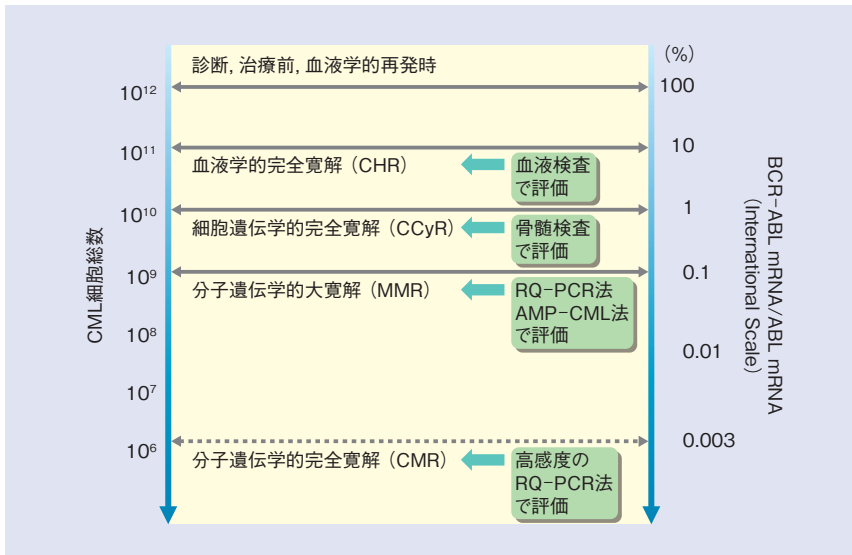 診断, 治療前, 血液学的再発時
(%)
10¹²
100
10¹¹
10
血液学的完全寛解（CHR）
血液検査
で評価
10¹⁰
1
細胞遺伝学的完全寛解（CCyR）
骨髄検査
で評価
10⁹
0.1
分子遺伝学的大寛解（MMR）
RQ-PCR法
AMP-CML法
で評価
10⁸
0.01
10⁷
10⁶
0.003
分子遺伝学的完全寛解（CMR）
高感度の
RQ-PCR法
で評価
CML細胞総数
BCR-ABL mRNA/ABL mRNA
(International Scale)